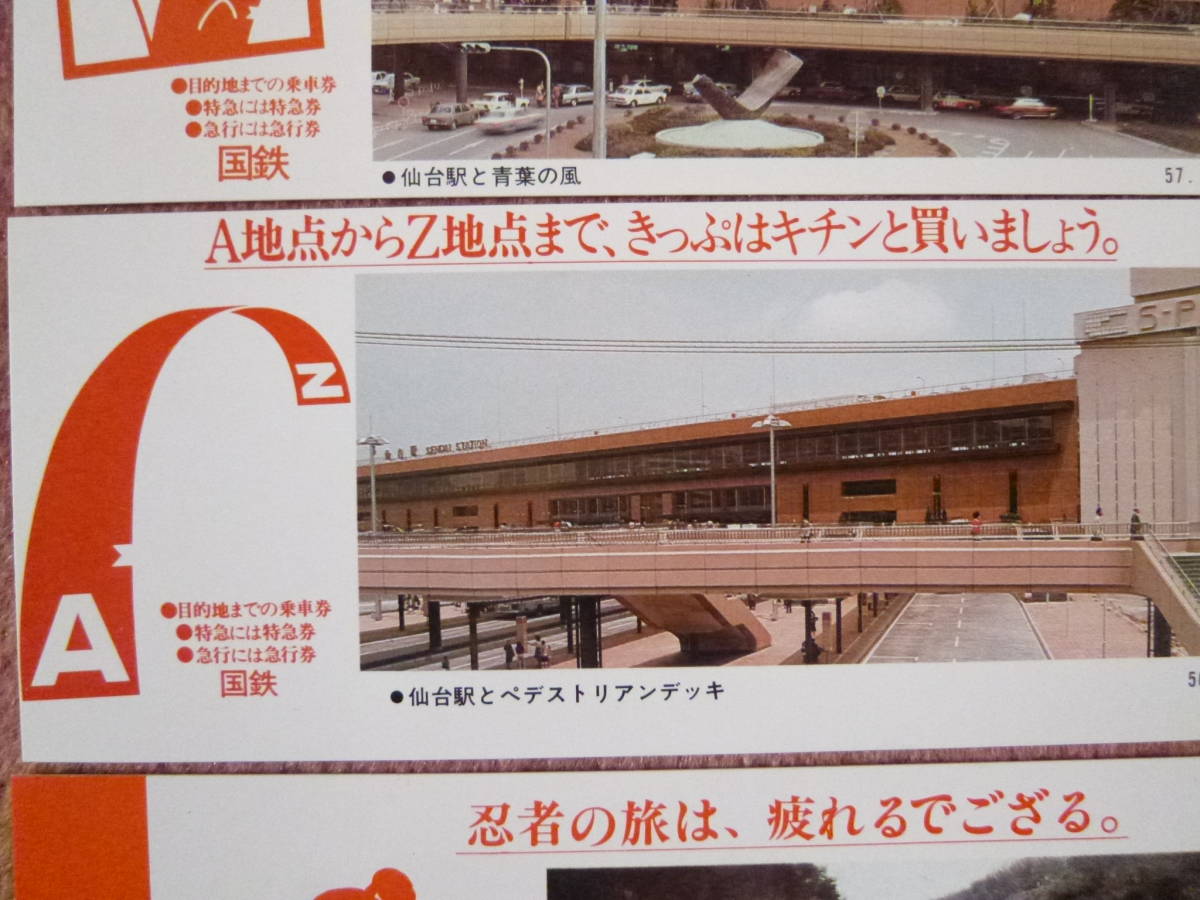 ●目的地までの乗車券
●特急には特急券
●急行には急行券
国鉄
●仙台駅と青葉の風
57.
A地点からZ地点まで、きっぷはキチンと買いましょう。
Z
S-P
仙台駅 SENDAI STATION
A
●目的地までの乗車券
●特急には特急券
●急行には急行券
国鉄
●仙台駅とペデストリアンデッキ
忍者の旅は、疲れるでござる。